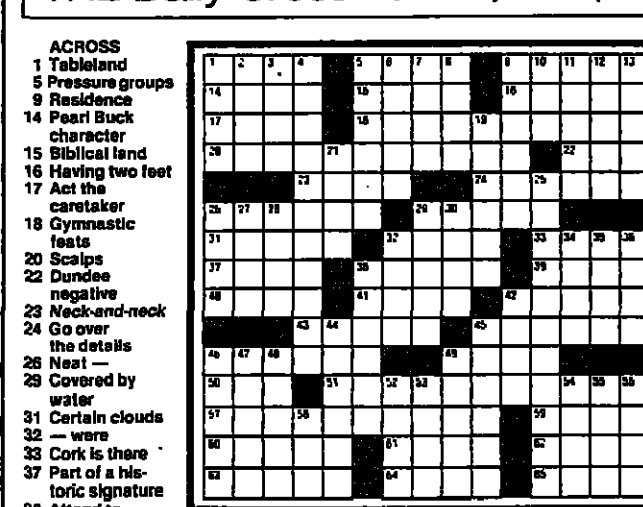 ACROSS
1 Tableland
5 Pressure groups
9 Residence
14 Pearl Buck
character
15 Biblical land
16 Having two feet
17 Act the
caretaker
18 Gymnastic
feats
20 Scalps
22 Dundee
negative
23 Neck-and-neck
24 Go over
the details
26 Neat —
29 Covered by
water
31 Certain clouds
32 — were
33 Cork is there
37 Part of a his-
toric signature
1 2 3 4 5 6 7 8 9 10 11 12 13
14 15 16
17 18 19
20 21 22
23 24 25
26 27 28 29 30
31 32 33 34 35 36
37 38 39
40 41 42
43 44 45
46 47 48 49
50 51 52 53 54 55 56
57 58 59
60 61 62
63 64 65